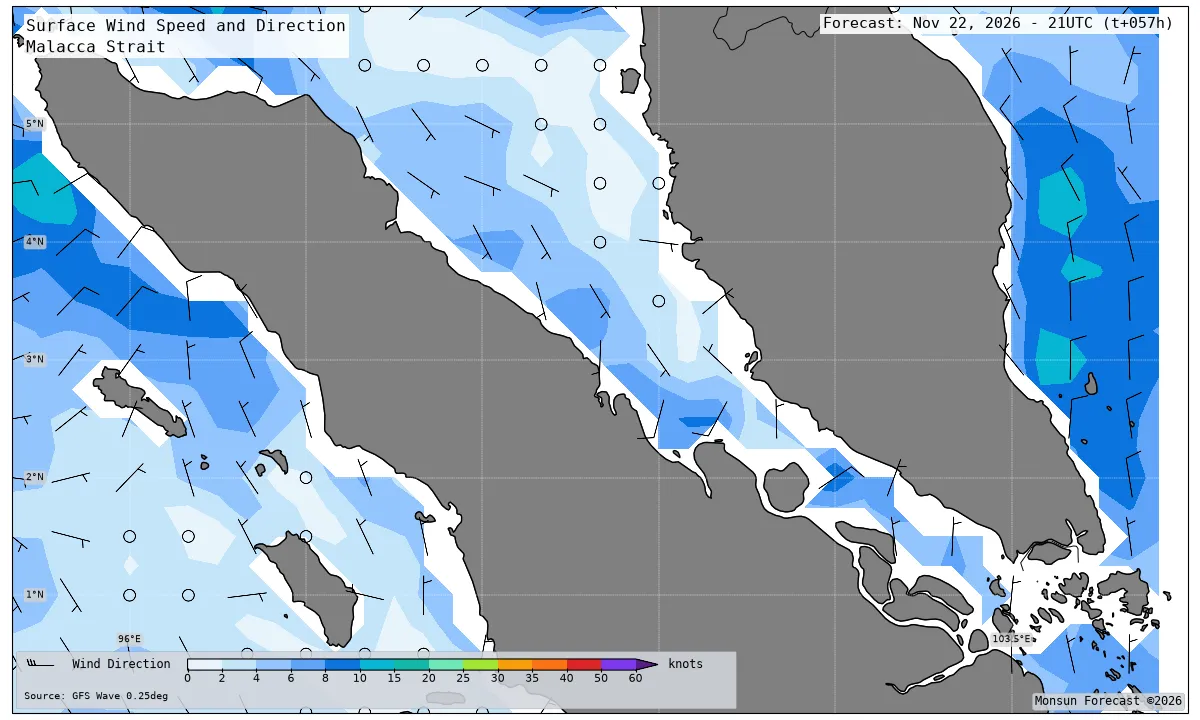 Surface Wind Speed and Direction
Malacca Strait
Forecast: Nov 22, 2026 - 21UTC (t+057h)
5°N
4°N
3°N
2°N
1°N
96°E
103.5°E
Wind Direction
knots
0 2 4 6 8 10 15 20 25 30 35 40 50 60
Source: GFS Wave 0.25deg
Monsun Forecast ©2026